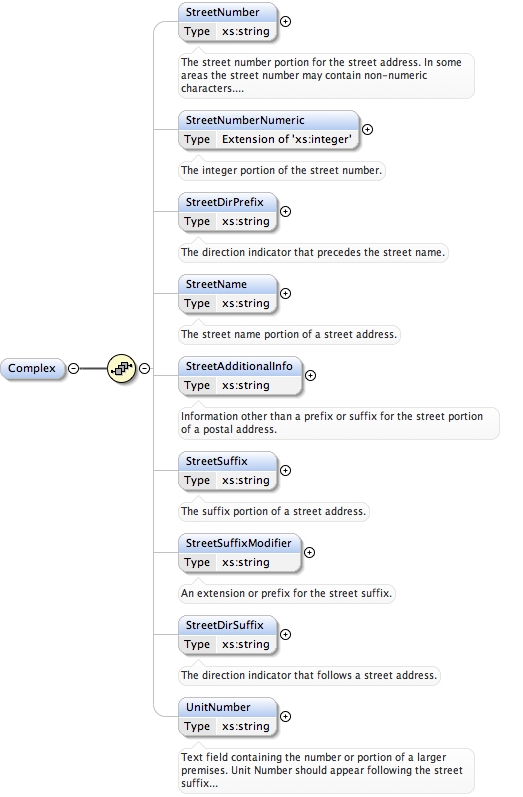 StreetNumber
Type xs:string
The street number portion for the street address. In some
areas the street number may contain non-numeric
characters....
StreetNumberNumeric
Type Extension of 'xs:integer'
The integer portion of the street number.
StreetDirPrefix
Type xs:string
The direction indicator that precedes the street name.
StreetName
Type xs:string
The street name portion of a street address.
Complex
StreetAdditionalInfo
Type xs:string
Information other than a prefix or suffix for the street portion
of a postal address.
StreetSuffix
Type xs:string
The suffix portion of a street address.
StreetSuffixModifier
Type xs:string
An extension or prefix for the street suffix.
StreetDirSuffix
Type xs:string
The direction indicator that follows a street address.
UnitNumber
Type xs:string
Text field containing the number or portion of a larger
premises. Unit Number should appear following the street
suffix...